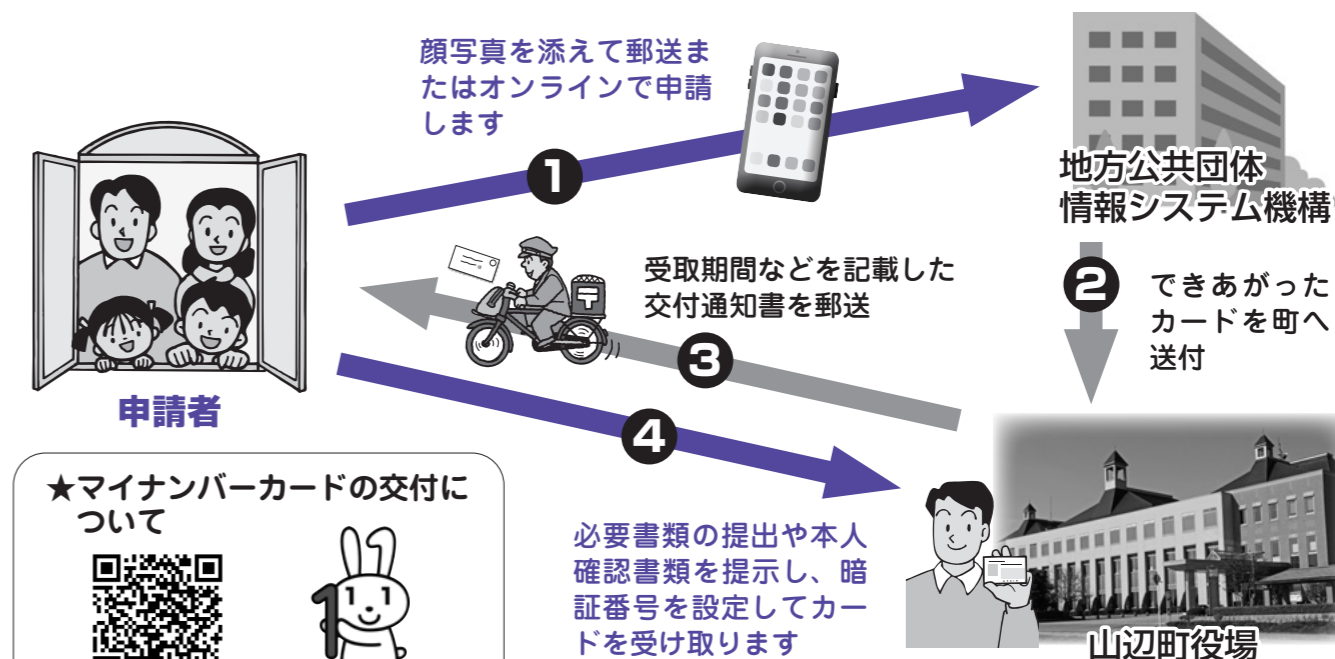 顔写真を添えて郵送ま
たはオンラインで申請
します
1
地方公共団体
情報システム機構
受取期間などを記載した
交付通知書を郵送
2
できあがった
カードを町へ
送付
3
申請者
4
★マイナンバーカードの交付に
ついて
必要書類の提出や本人
確認書類を提示し、暗
証番号を設定してカー
ドを受け取ります
山辺町役場